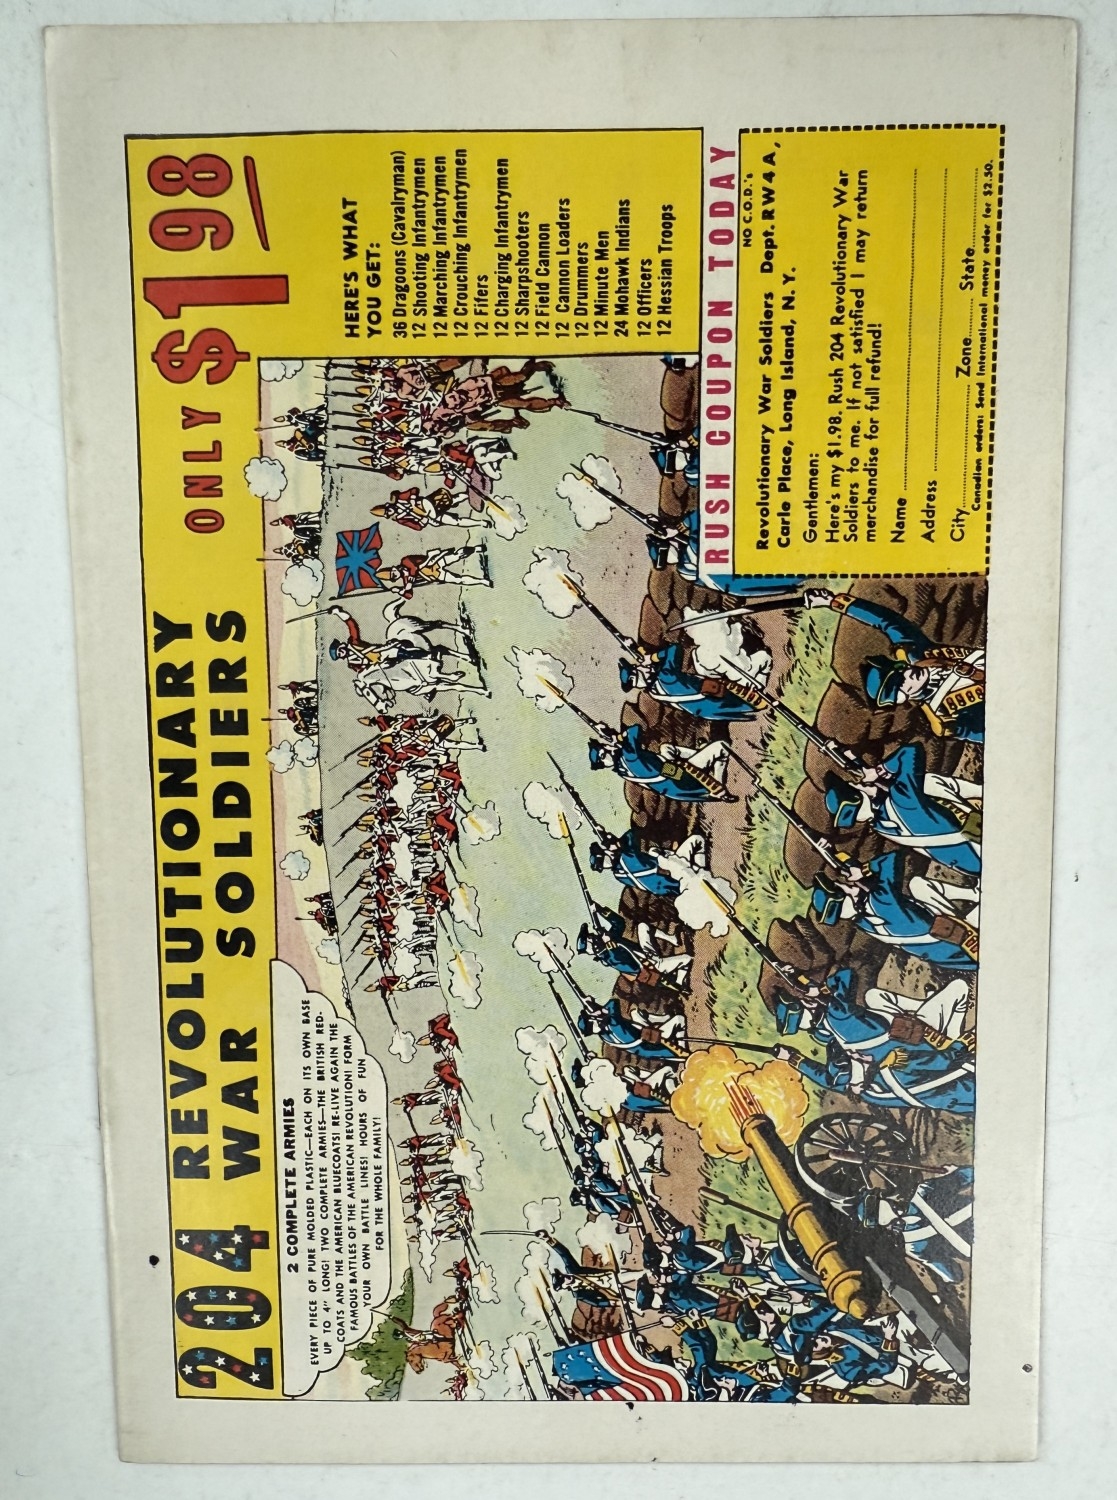 204 REVOLUTIONARY
WAR SOLDIERS
ONLY $198
2 COMPLETE ARMIES
EVERY PIECE OF PURE MOLDED PLASTIC—EACH ON ITS OWN BASE
UP TO 4" LONG! TWO COMPLETE ARMIES—THE BRITISH RED-
COATS AND THE AMERICAN BLUECOATS! RE-LIVE AGAIN THE
FAMOUS BATTLES OF THE AMERICAN REVOLUTION! FORM
YOUR OWN BATTLE LINES! HOURS OF FUN
FOR THE WHOLE FAMILY!
HERE'S WHAT
YOU GET:
36 Dragoons (Cavalryman)
12 Shooting Infantrymen
12 Marching Infantrymen
12 Crouching Infantrymen
12 Fifers
12 Charging Infantrymen
12 Sharpshooters
12 Field Cannon
12 Cannon Loaders
12 Drummers
12 Minute Men
24 Mohawk Indians
12 Officers
12 Hessian Troops
RUSH COUPON TODAY
NO C.O.D.'s
Revolutionary War Soldiers Dept. RW4A,
Carle Place, Long Island, N. Y.
Gentlemen:
Here's my $1.98. Rush 204 Revolutionary War
Soldiers to me. If not satisfied I may return
merchandise for full refund!
Name
Address
City Zone State
Canadian orders: Send International money order for $2.50.